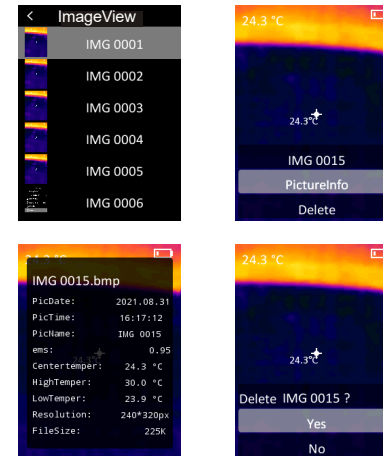 < ImageView
IMG 0001
IMG 0002
IMG 0003
IMG 0004
IMG 0005
IMG 0006
24.3 °C
24.3℃
IMG 0015
PictureInfo
Delete
IMG 0015.bmp
PicDate: 2021.08.31
PicTime: 16:17:12
PicName: IMG 0015
ems: 0.95
Centertemper: 24.3 °C
HighTemper: 30.0 °C
LowTemper: 23.9 °C
Resolution: 240*320px
FileSize: 225K
24.3 °C
24.3℃
Delete IMG 0015 ?
Yes
No